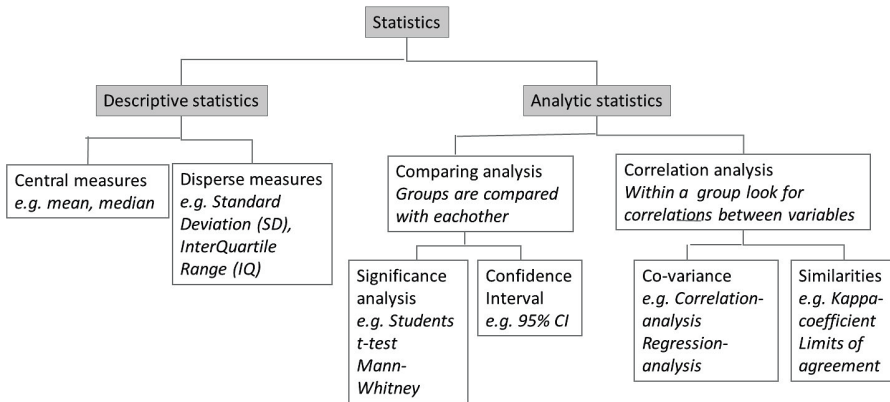 Statistics
Descriptive statistics
Analytic statistics
Central measures
e.g. mean, median
Disperse measures
e.g. Standard
Deviation (SD),
InterQuartile
Range (IQ)
Comparing analysis
Groups are compared
with eachother
Correlation analysis
Within a group look for
correlations between variables
Significance
analysis
e.g. Students
t-test
Mann-
Whitney
Confidence
Interval
e.g. 95% CI
Co-variance
e.g. Correlation-
analysis
Regression-
analysis
Similarities
e.g. Kappa-
coefficient
Limits of
agreement